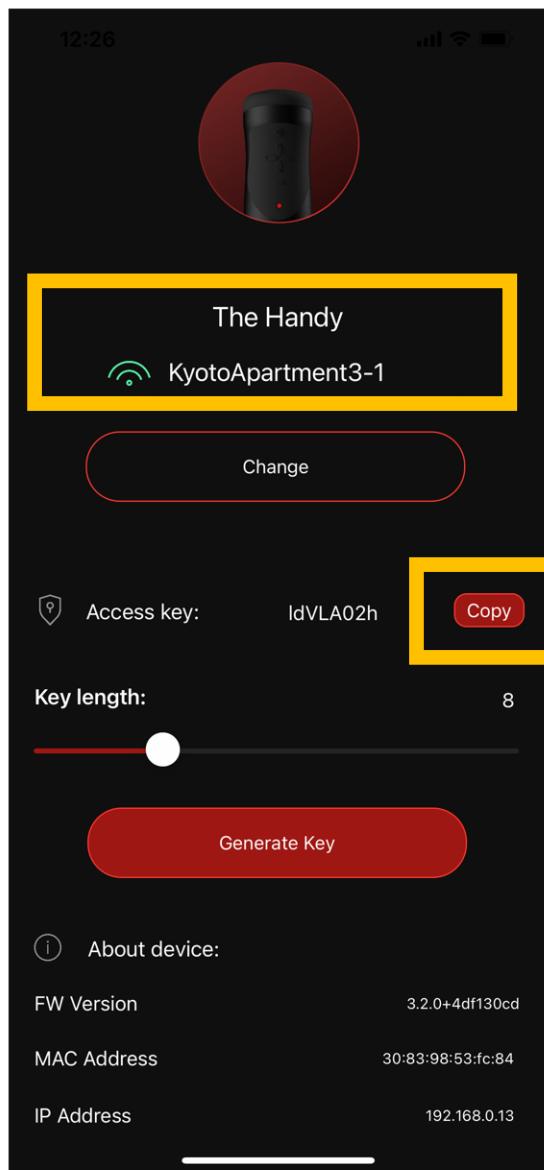 12:26
The Handy
KyotoApartment3-1
Change
Access key: ldVLA02h Copy
Key length: 8
Generate Key
About device:
FW Version 3.2.0+4df130cd
MAC Address 30:83:98:53:fc:84
IP Address 192.168.0.13